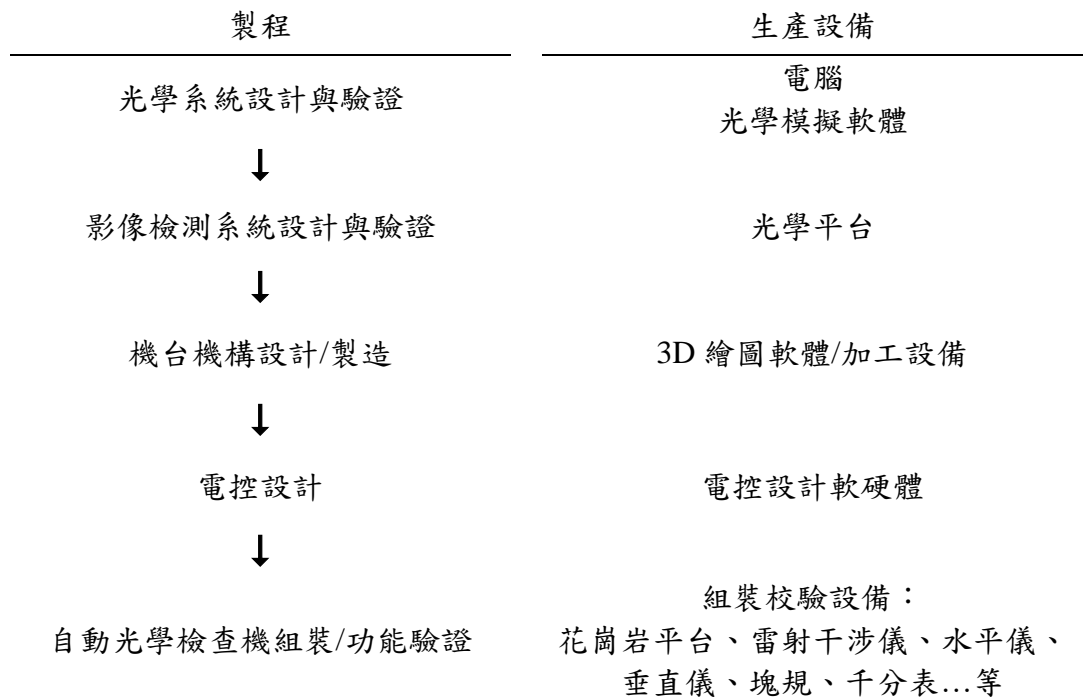 製程
生產設備
光學系統設計與驗證
電腦
光學模擬軟體
↓
影像檢測系統設計與驗證
光學平台
↓
機台機構設計/製造
3D 繪圖軟體/加工設備
↓
電控設計
電控設計軟硬體
↓
自動光學檢查機組裝/功能驗證
組裝校驗設備：
花崗岩平台、雷射干涉儀、水平儀、
垂直儀、塊規、千分表…等